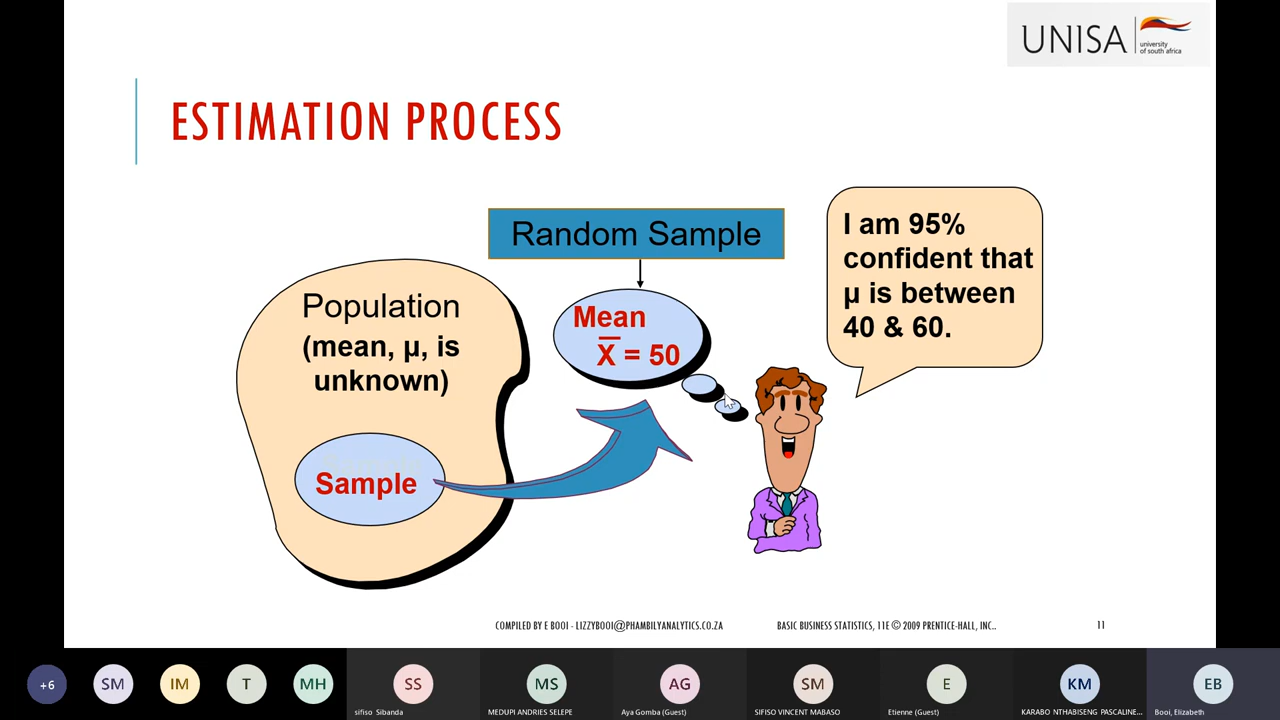 UNISA
university
of south africa
ESTIMATION PROCESS
Random Sample
I am 95%
confident that
μ is between
40 & 60.
Population
(mean, μ, is
unknown)
Mean
X̅ = 50
Sample
COMPILED BY E BOOI - LIZZYBOOI@PHAMBILYANALYTICS.CO.ZA
BASIC BUSINESS STATISTICS, 11E © 2009 PRENTICE-HALL, INC..
11
+6
SM
IM
T
MH
SS
MS
AG
SM
E
KM
EB
sifiso Sibanda
MEDUPI ANDRIES SELEPE
Aya Gomba (Guest)
SIFISO VINCENT MABASO
Etienne (Guest)
KARABO NTHABISENG PASCALINE...
Booi, Elizabeth